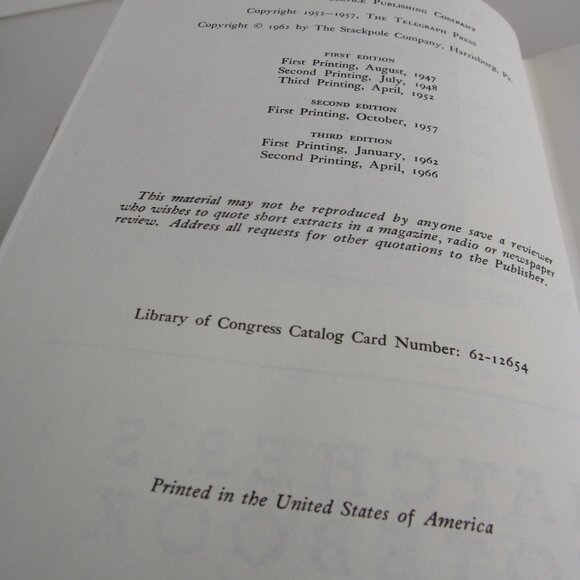 Service Publishing Company
Copyright 1952–1957, The Telegraph Press
Copyright © 1962 by The Stackpole Company, Harrisburg, Pa.
FIRST EDITION
First Printing, August, 1947
Second Printing, July, 1948
Third Printing, April, 1952
SECOND EDITION
First Printing, October, 1957
THIRD EDITION
First Printing, January, 1962
Second Printing, April, 1966
This material may not be reproduced by anyone save a reviewer
who wishes to quote short extracts in a magazine, radio or newspaper
review. Address all requests for other quotations to the Publisher.
Library of Congress Catalog Card Number: 62-12654
Printed in the United States of America